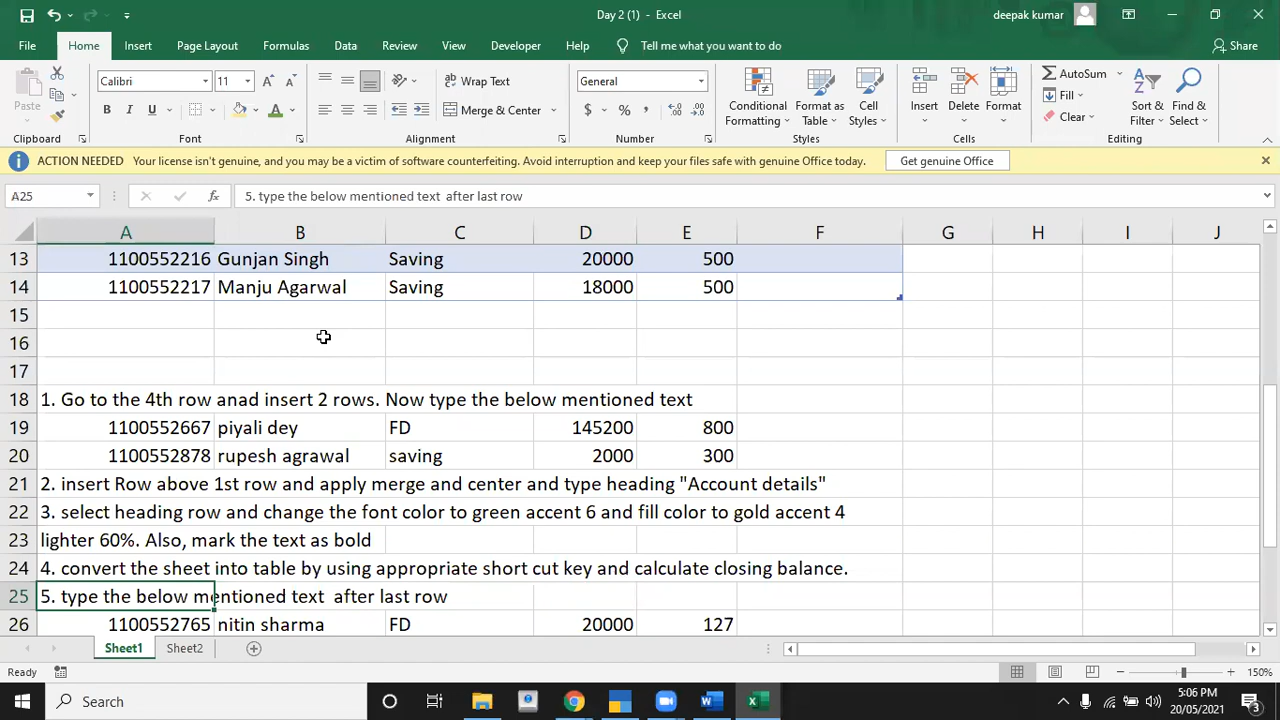 Day 2 (1) - Excel
deepak kumar
File Home Insert Page Layout Formulas Data Review View Developer Help Tell me what you want to do Share
Paste
Clipboard
Calibri 11
B I U
Font
Wrap Text
Merge & Center
Alignment
General
$ % ,
Number
Conditional Formatting
Format as Table
Cell Styles
Styles
Insert
Delete
Format
Cells
AutoSum
Fill
Clear
Sort & Filter
Find & Select
Editing
ACTION NEEDED Your license isn't genuine, and you may be a victim of software counterfeiting. Avoid interruption and keep your files safe with genuine Office today. Get genuine Office
A25 fx 5. type the below mentioned text after last row
A B C D E F G H I J
13 1100552216 Gunjan Singh Saving 20000 500
14 1100552217 Manju Agarwal Saving 18000 500
15
16
17
18 1. Go to the 4th row anad insert 2 rows. Now type the below mentioned text
19 1100552667 piyali dey FD 145200 800
20 1100552878 rupesh agrawal saving 2000 300
21 2. insert Row above 1st row and apply merge and center and type heading "Account details"
22 3. select heading row and change the font color to green accent 6 and fill color to gold accent 4
23 lighter 60%. Also, mark the text as bold
24 4. convert the sheet into table by using appropriate short cut key and calculate closing balance.
25 5. type the below mentioned text after last row
26 1100552765 nitin sharma FD 20000 127
Sheet1 Sheet2
Ready 150%
Search
5:06 PM
20/05/2021
3